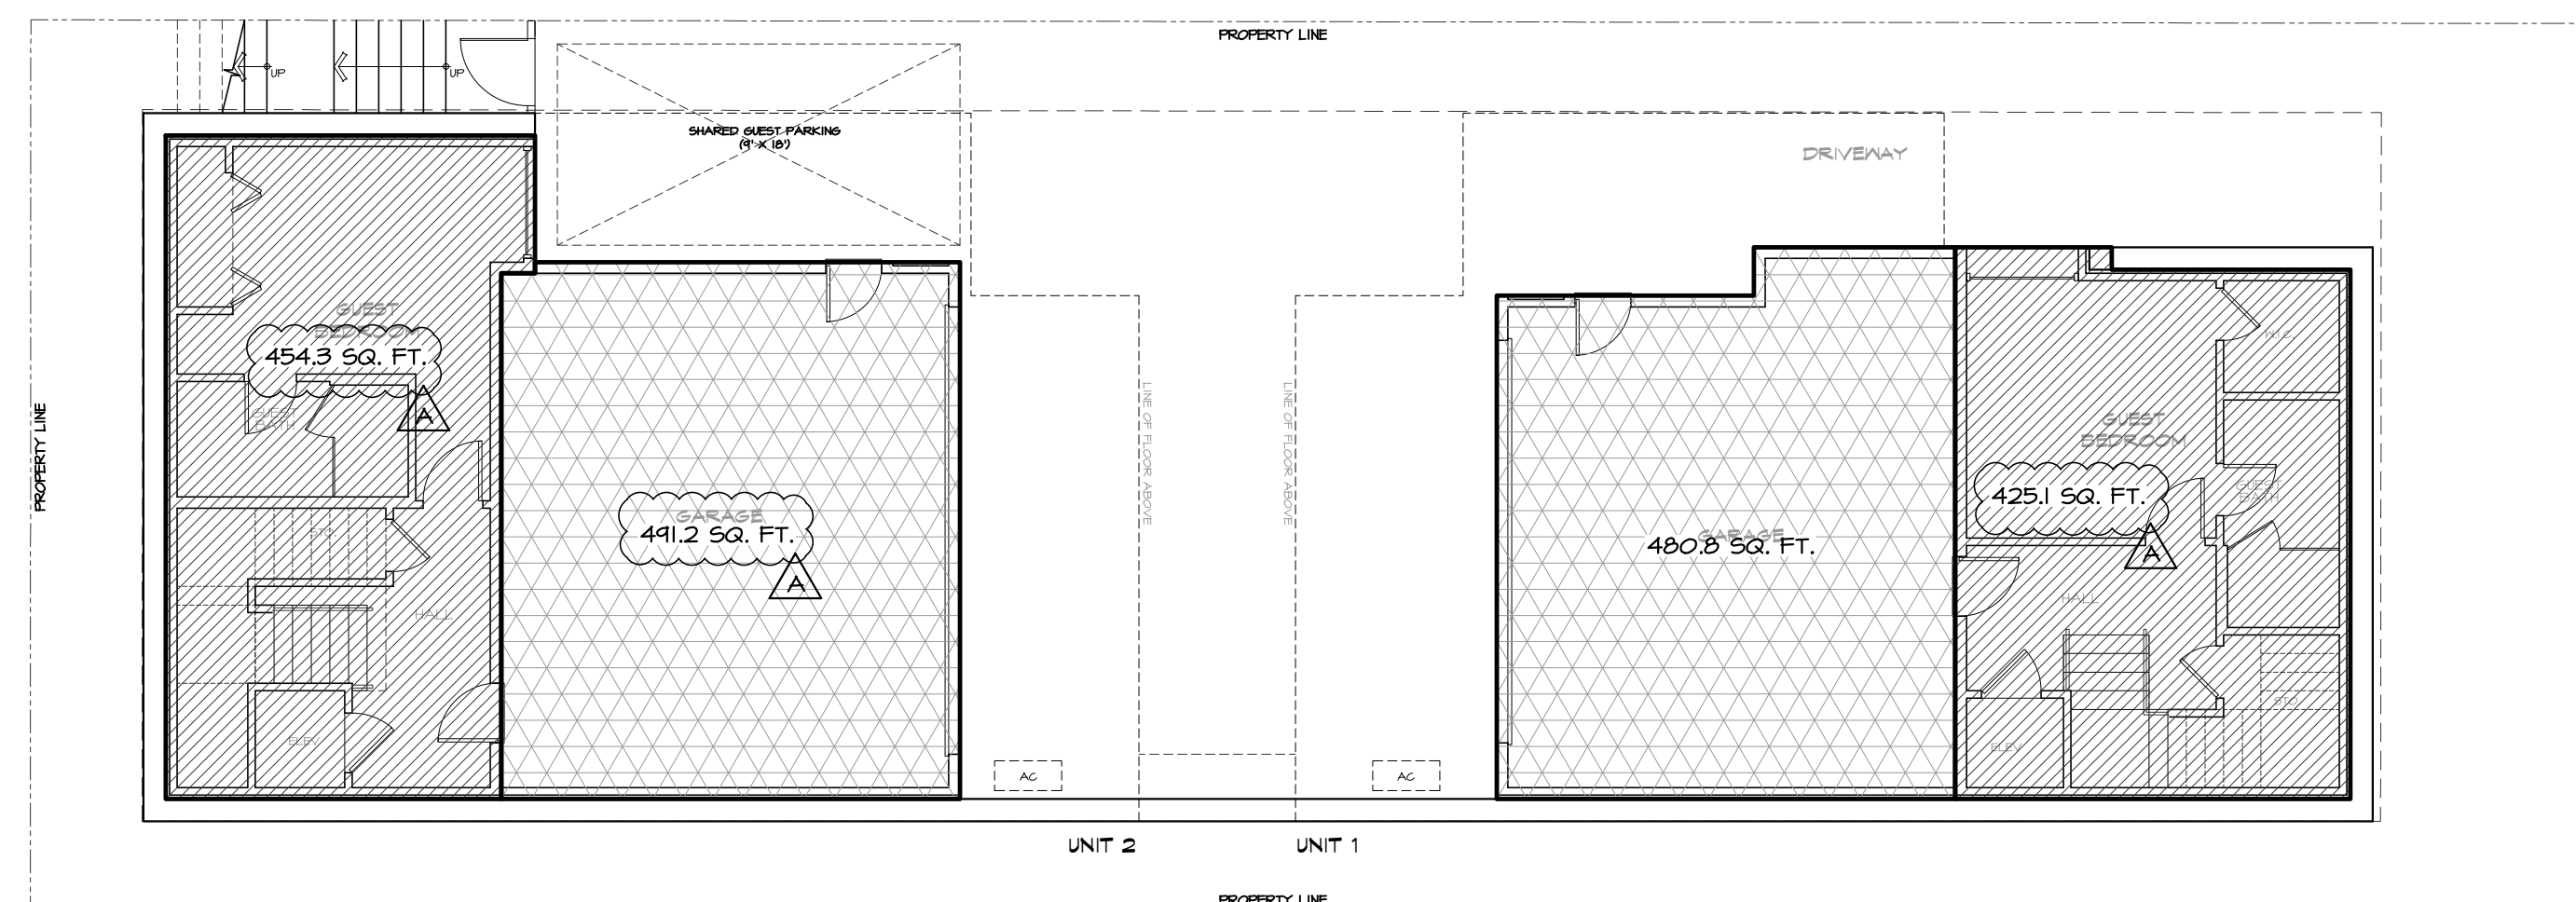 PROPERTY LINE
UP
UP
SHARED GUEST PARKING
(9' X 18')
DRIVEWAY
GUEST
BEDROOM
454.3 SQ. FT.
A
GUEST
BATH
STO.
HALL
ELEV.
GARAGE
491.2 SQ. FT.
A
LINE OF FLOOR ABOVE
LINE OF FLOOR ABOVE
AC
AC
GARAGE
480.8 SQ. FT.
W.I.C.
GUEST
BEDROOM
425.1 SQ. FT.
A
GUEST
BATH
HALL
STO.
ELEV.
PROPERTY LINE
UNIT 2
UNIT 1
PROPERTY LINE